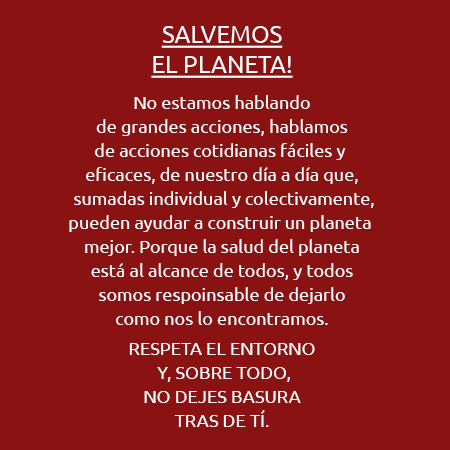 SALVEMOS
EL PLANETA!
No estamos hablando
de grandes acciones, hablamos
de acciones cotidianas fáciles y
eficaces, de nuestro día a día que,
sumadas individual y colectivamente,
pueden ayudar a construir un planeta
mejor. Porque la salud del planeta
está al alcance de todos, y todos
somos respoinsable de dejarlo
como nos lo encontramos.
RESPETA EL ENTORNO
Y, SOBRE TODO,
NO DEJES BASURA
TRAS DE TÍ.